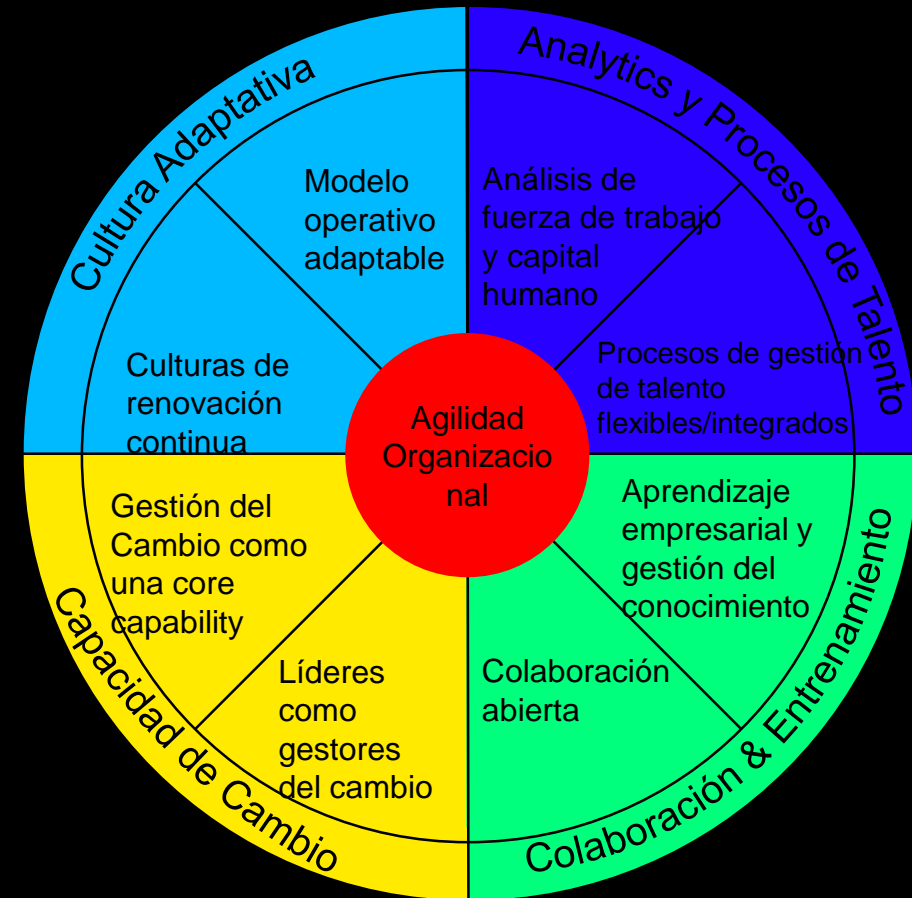 Cultura Adaptativa
Analytics y Procesos de Talento
Modelo
operativo
adaptable
Análisis de
fuerza de trabajo
y capital
humano
Culturas de
renovación
continua
Procesos de gestión
de talento
flexibles/integrados
Agilidad
Organizacio
nal
Gestión del
Cambio como
una core
capability
Aprendizaje
empresarial y
gestión del
conocimiento
Líderes
como
gestores
del cambio
Colaboración
abierta
Capacidad de Cambio
Colaboración & Entrenamiento